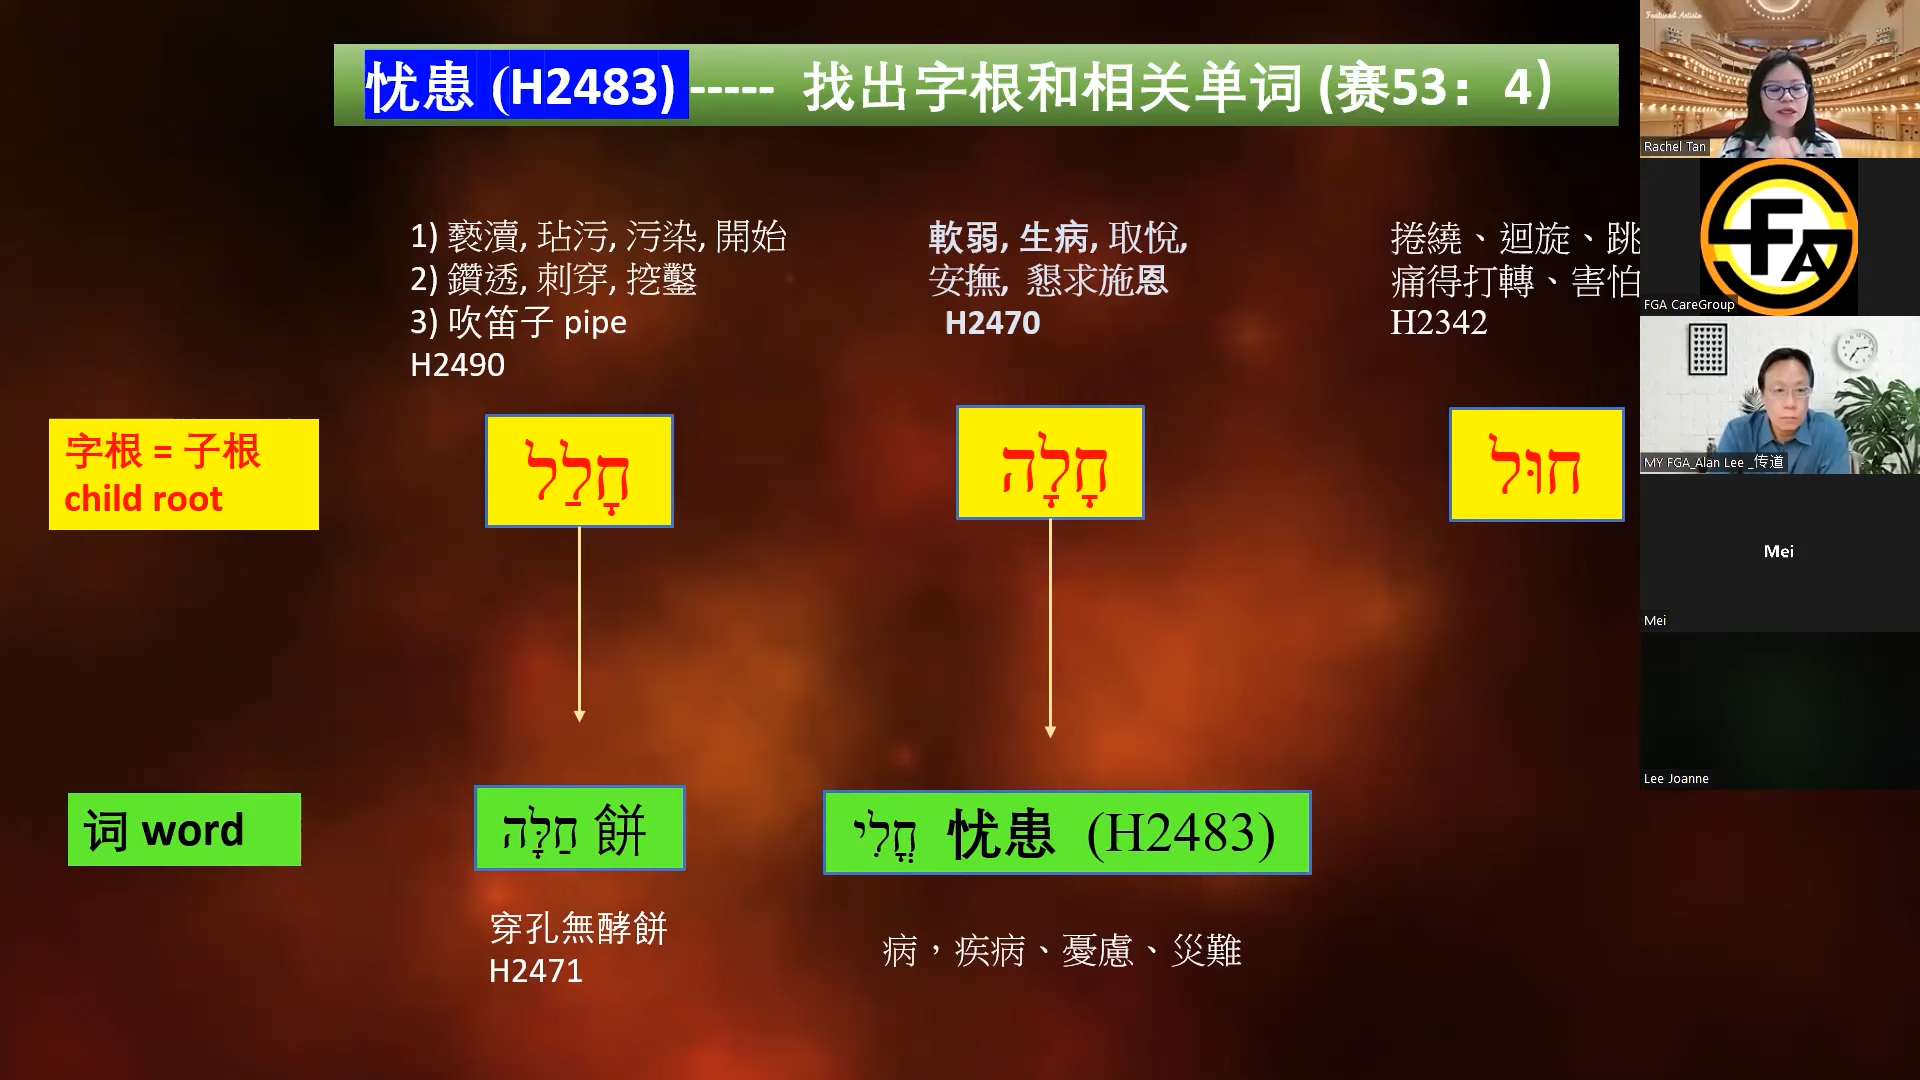 忧患 (H2483) ----- 找出字根和相关单词 (赛53：4)
1) 褻瀆, 玷污, 污染, 開始
2) 鑽透, 刺穿, 挖鑿
3) 吹笛子 pipe
H2490
軟弱, 生病, 取悅,
安撫, 懇求施恩
H2470
捲繞、迴旋、跳
痛得打轉、害怕
H2342
字根 = 子根
child root
חָלַל
חָלָה
חוּל
词 word
חַלָּה 餅
חֳלִי 忧患 (H2483)
穿孔無酵餅
H2471
病，疾病、憂慮、災難
Featured Artists
Rachel Tan
FGA
FGA CareGroup
MY FGA_Alan Lee _传道
Mei
Mei
Lee Joanne